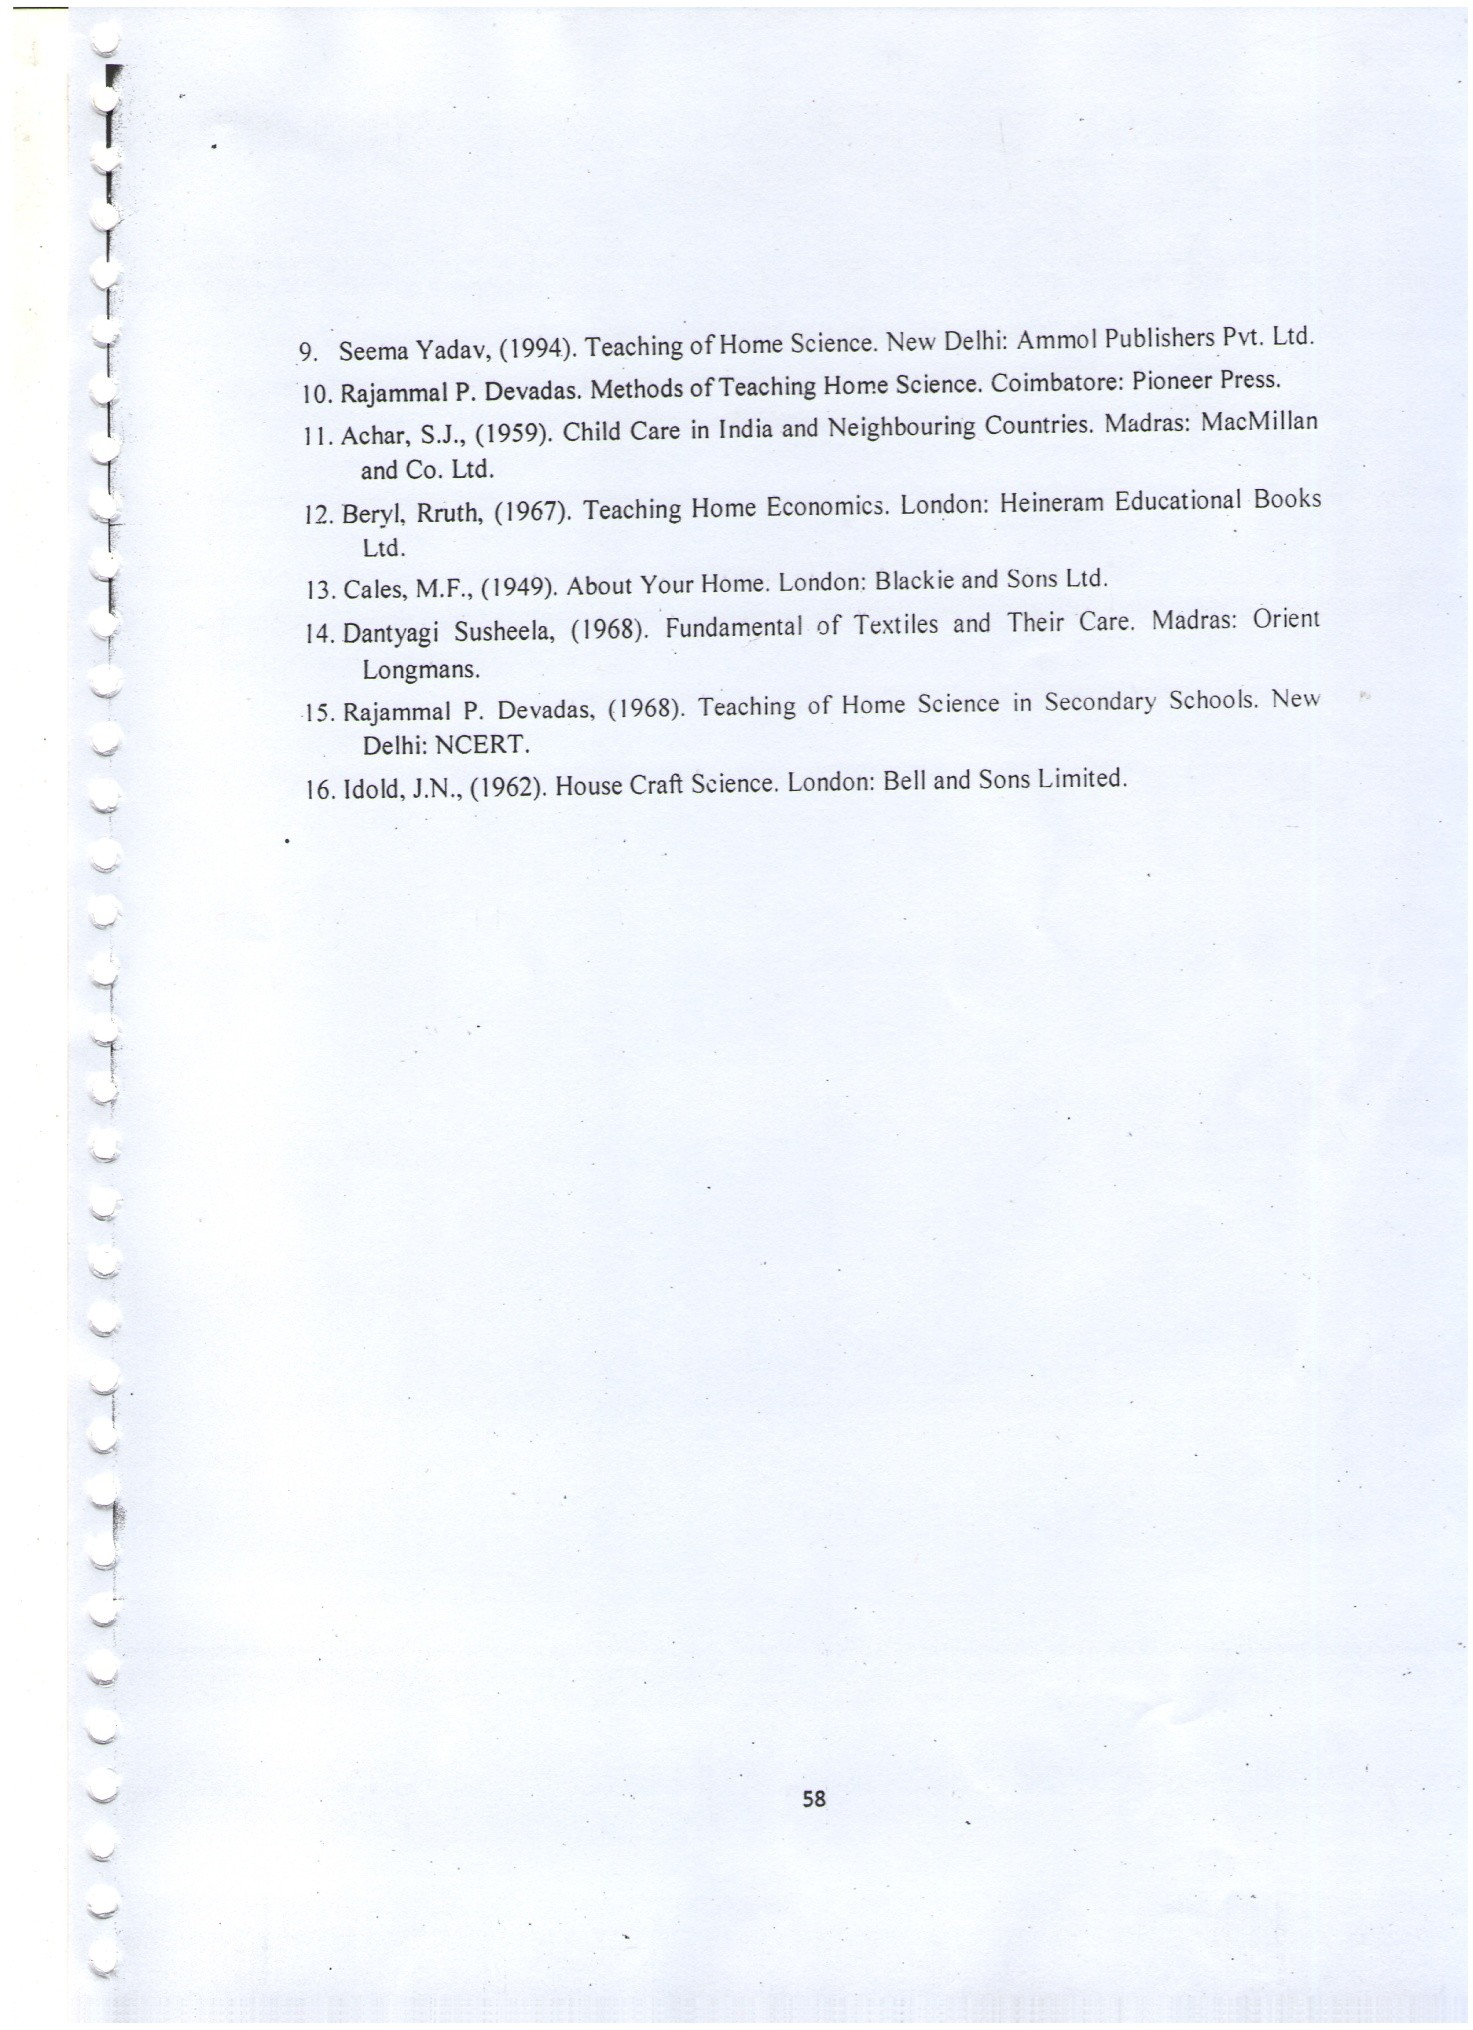 9. Seema Yadav, (1994). Teaching of Home Science. New Delhi: Ammol Publishers Pvt. Ltd.
10. Rajammal P. Devadas. Methods of Teaching Home Science. Coimbatore: Pioneer Press.
11. Achar, S.J., (1959). Child Care in India and Neighbouring Countries. Madras: MacMillan
and Co. Ltd.
12. Beryl, Rruth, (1967). Teaching Home Economics. London: Heineram Educational Books
Ltd.
13. Cales, M.F., (1949). About Your Home. London: Blackie and Sons Ltd.
14. Dantyagi Susheela, (1968). Fundamental of Textiles and Their Care. Madras: Orient
Longmans.
15. Rajammal P. Devadas, (1968). Teaching of Home Science in Secondary Schools. New
Delhi: NCERT.
16. Idold, J.N., (1962). House Craft Science. London: Bell and Sons Limited.
58